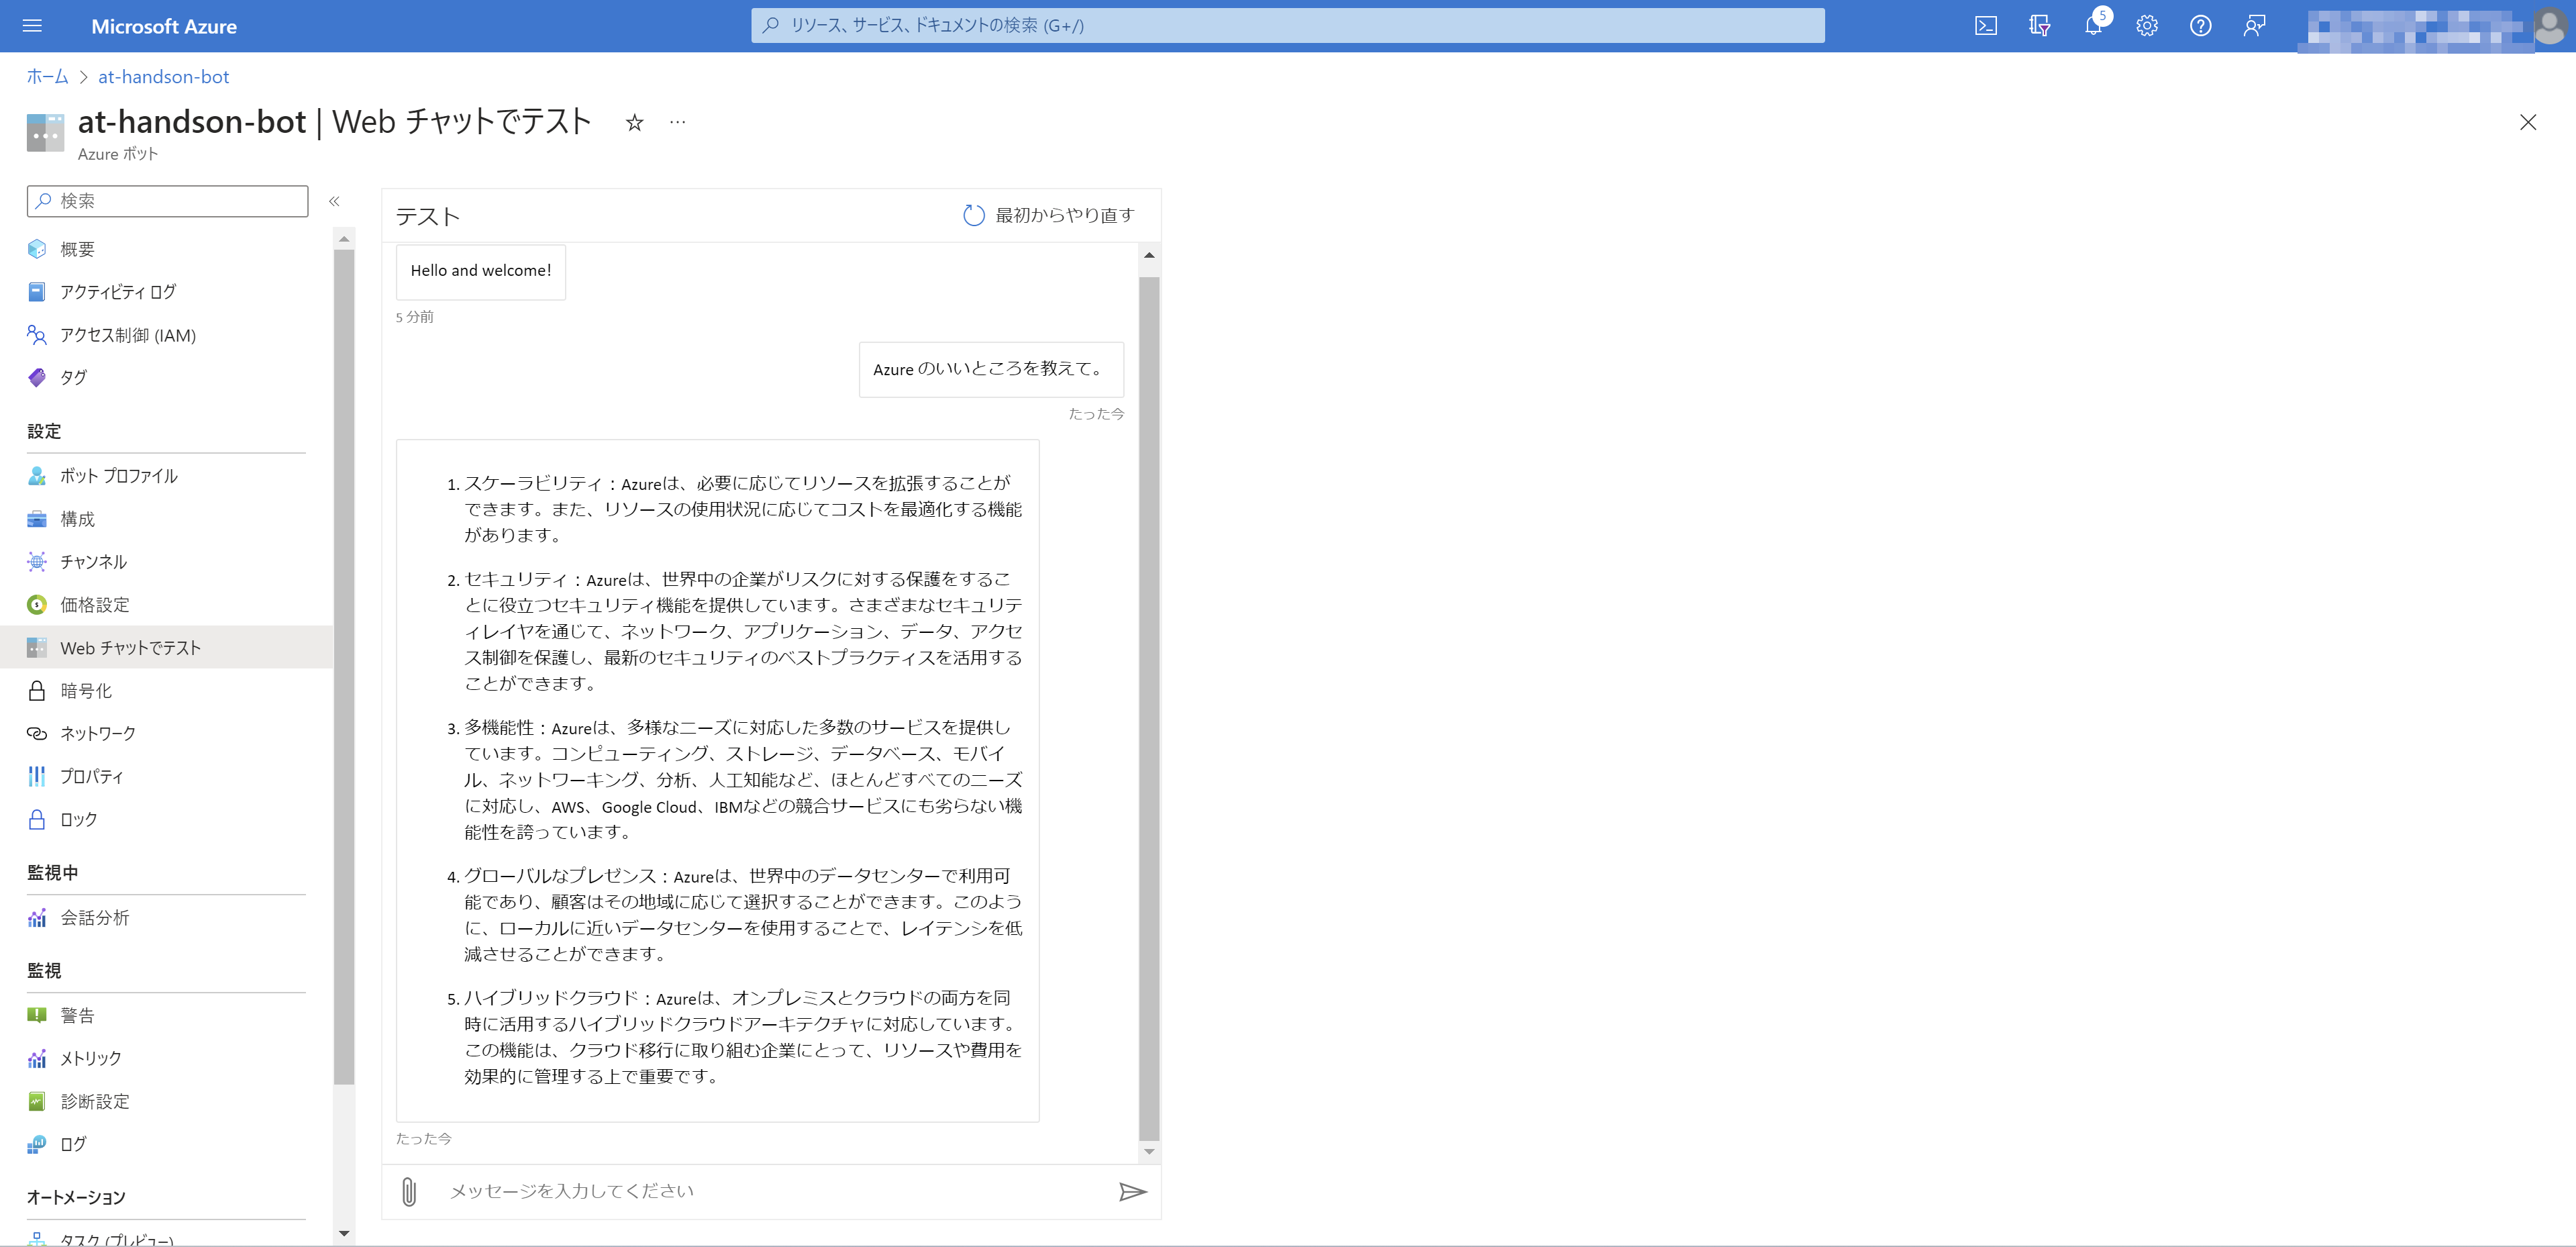 Microsoft Azure
リソース、サービス、ドキュメントの検索 (G+/)
5
ホーム > at-handson-bot
at-handson-bot | Web チャットでテスト
Azure ボット
検索
概要
アクティビティ ログ
アクセス制御 (IAM)
タグ
設定
ボット プロファイル
構成
チャンネル
価格設定
Web チャットでテスト
暗号化
ネットワーク
プロパティ
ロック
監視中
会話分析
監視
警告
メトリック
診断設定
ログ
オートメーション
タスク (プレビュー)
テスト
最初からやり直す
Hello and welcome!
5 分前
Azure のいいところを教えて。
たった今
1. スケーラビリティ：Azureは、必要に応じてリソースを拡張することが
できます。また、リソースの使用状況に応じてコストを最適化する機能
があります。
2. セキュリティ：Azureは、世界中の企業がリスクに対する保護をするこ
とに役立つセキュリティ機能を提供しています。さまざまなセキュリテ
ィレイヤを通じて、ネットワーク、アプリケーション、データ、アクセ
ス制御を保護し、最新のセキュリティのベストプラクティスを活用する
ことができます。
3. 多機能性：Azureは、多様なニーズに対応した多数のサービスを提供し
ています。コンピューティング、ストレージ、データベース、モバイ
ル、ネットワーキング、分析、人工知能など、ほとんどすべてのニーズ
に対応し、AWS、Google Cloud、IBMなどの競合サービスにも劣らない機
能性を誇っています。
4. グローバルなプレゼンス：Azureは、世界中のデータセンターで利用可
能であり、顧客はその地域に応じて選択することができます。このよう
に、ローカルに近いデータセンターを使用することで、レイテンシを低
減させることができます。
5. ハイブリッドクラウド：Azureは、オンプレミスとクラウドの両方を同
時に活用するハイブリッドクラウドアーキテクチャに対応しています。
この機能は、クラウド移行に取り組む企業にとって、リソースや費用を
効果的に管理する上で重要です。
たった今
メッセージを入力してください